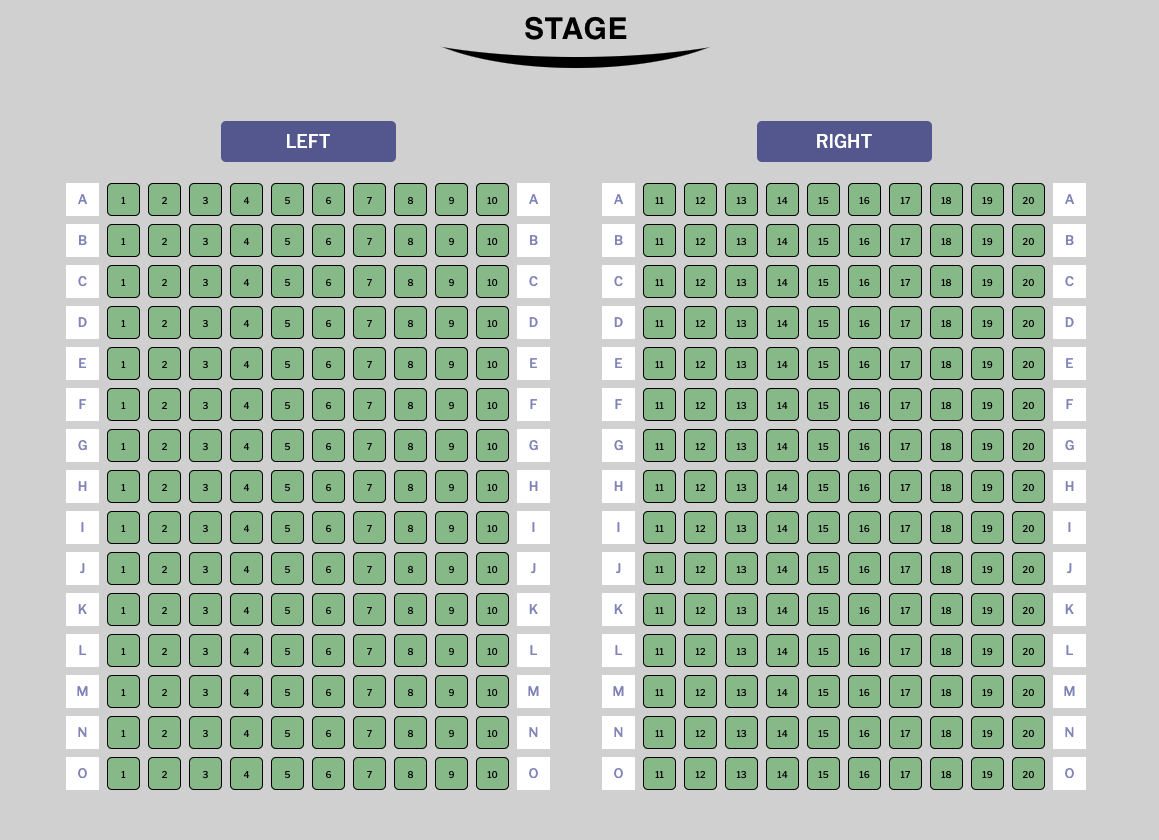 STAGE
LEFT RIGHT
A 1 2 3 4 5 6 7 8 9 10 A A 11 12 13 14 15 16 17 18 19 20 A
B 1 2 3 4 5 6 7 8 9 10 B B 11 12 13 14 15 16 17 18 19 20 B
C 1 2 3 4 5 6 7 8 9 10 C C 11 12 13 14 15 16 17 18 19 20 C
D 1 2 3 4 5 6 7 8 9 10 D D 11 12 13 14 15 16 17 18 19 20 D
E 1 2 3 4 5 6 7 8 9 10 E E 11 12 13 14 15 16 17 18 19 20 E
F 1 2 3 4 5 6 7 8 9 10 F F 11 12 13 14 15 16 17 18 19 20 F
G 1 2 3 4 5 6 7 8 9 10 G G 11 12 13 14 15 16 17 18 19 20 G
H 1 2 3 4 5 6 7 8 9 10 H H 11 12 13 14 15 16 17 18 19 20 H
I 1 2 3 4 5 6 7 8 9 10 I I 11 12 13 14 15 16 17 18 19 20 I
J 1 2 3 4 5 6 7 8 9 10 J J 11 12 13 14 15 16 17 18 19 20 J
K 1 2 3 4 5 6 7 8 9 10 K K 11 12 13 14 15 16 17 18 19 20 K
L 1 2 3 4 5 6 7 8 9 10 L L 11 12 13 14 15 16 17 18 19 20 L
M 1 2 3 4 5 6 7 8 9 10 M M 11 12 13 14 15 16 17 18 19 20 M
N 1 2 3 4 5 6 7 8 9 10 N N 11 12 13 14 15 16 17 18 19 20 N
O 1 2 3 4 5 6 7 8 9 10 O O 11 12 13 14 15 16 17 18 19 20 O